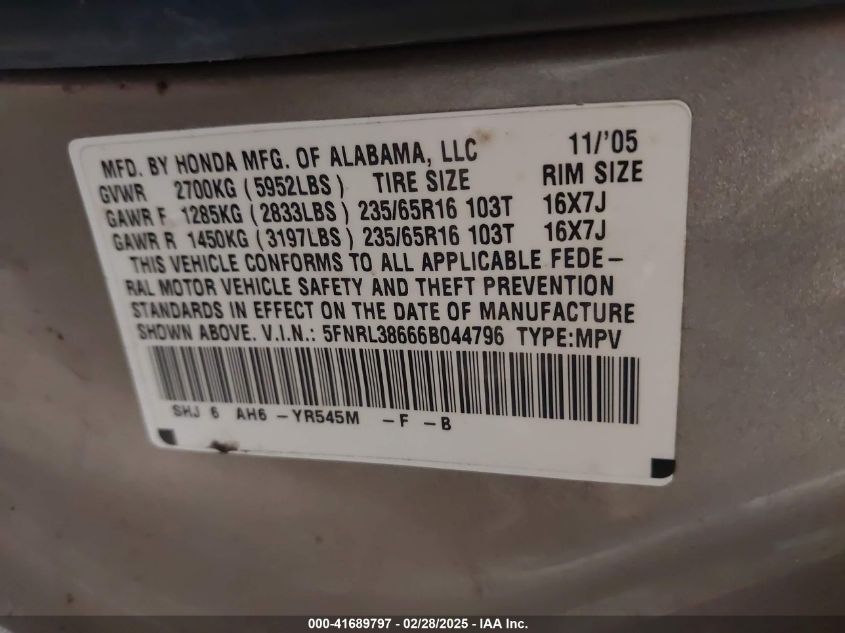 MFD. BY HONDA MFG. OF ALABAMA, LLC 11/'05
GVWR 2700KG (5952LBS) TIRE SIZE RIM SIZE
GAWR F 1285KG (2833LBS) 235/65R16 103T 16X7J
GAWR R 1450KG (3197LBS) 235/65R16 103T 16X7J
THIS VEHICLE CONFORMS TO ALL APPLICABLE FEDE-
RAL MOTOR VEHICLE SAFETY AND THEFT PREVENTION
STANDARDS IN EFFECT ON THE DATE OF MANUFACTURE
SHOWN ABOVE. V.I.N.: 5FNRL38666B044796 TYPE:MPV
SHJ 6 AH6 -YR545M -F -B
000-41689797 - 02/28/2025 - IAA Inc.